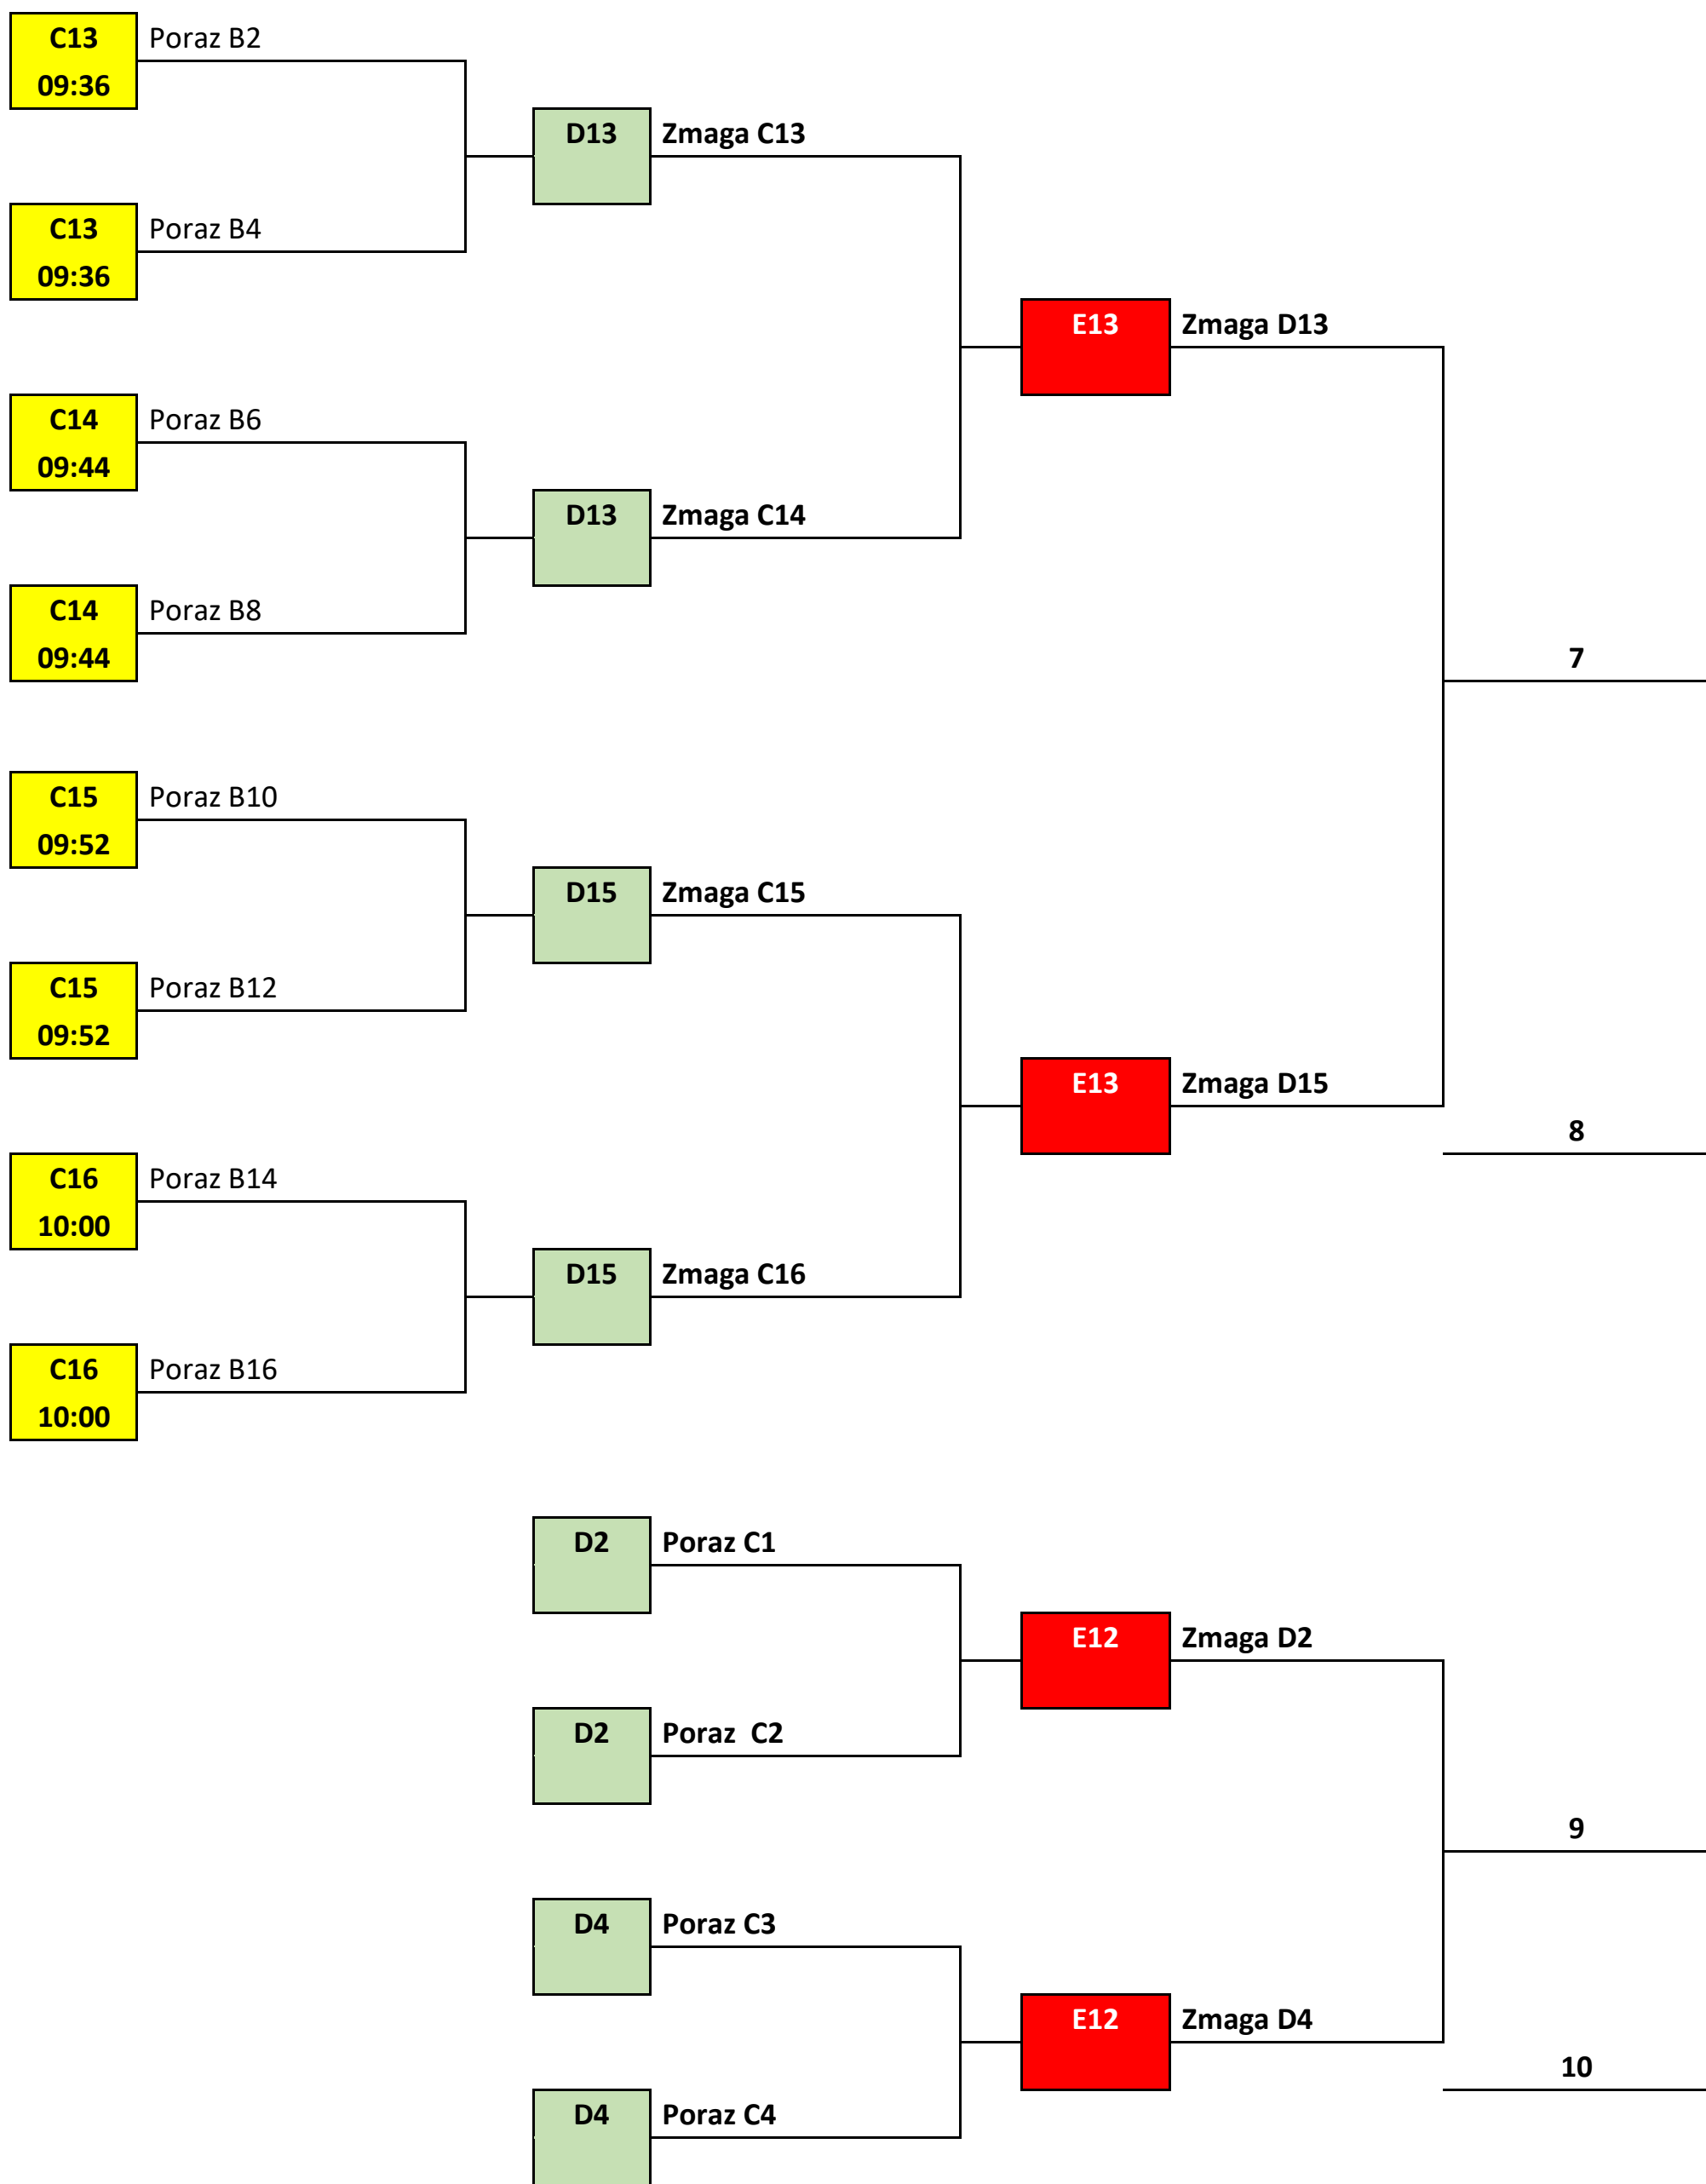 C13 Poraz B2
09:36
D13 Zmaga C13
C13 Poraz B4
09:36
E13 Zmaga D13
C14 Poraz B6
09:44
D13 Zmaga C14
C14 Poraz B8
09:44 7
C15 Poraz B10
09:52
D15 Zmaga C15
C15 Poraz B12
09:52
E13 Zmaga D15
8
C16 Poraz B14
10:00
D15 Zmaga C16
C16 Poraz B16
10:00
D2 Poraz C1
E12 Zmaga D2
D2 Poraz  C2
9
D4 Poraz C3
E12 Zmaga D4
10
D4 Poraz C4